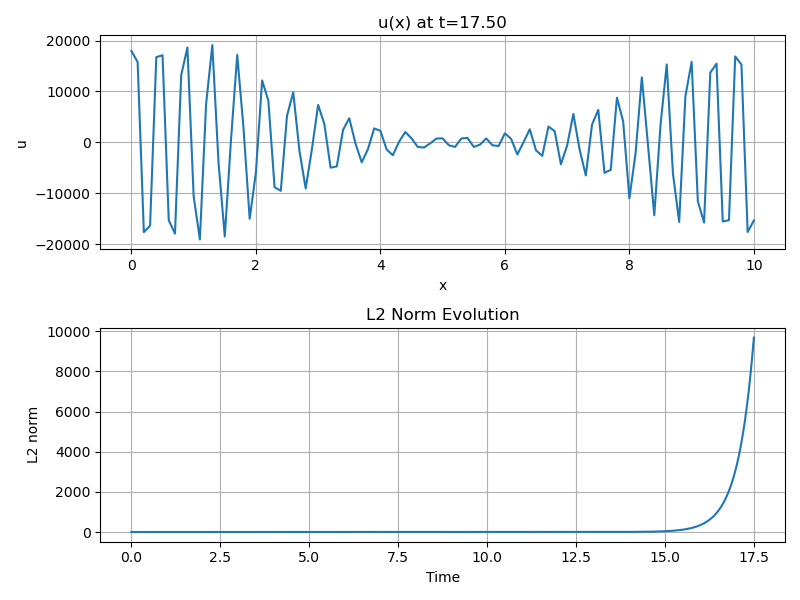 u(x) at t=17.50
20000
10000
0
−10000
−20000
u
0 2 4 6 8 10
x
L2 Norm Evolution
10000
8000
6000
4000
2000
0
L2 norm
0.0 2.5 5.0 7.5 10.0 12.5 15.0 17.5
Time